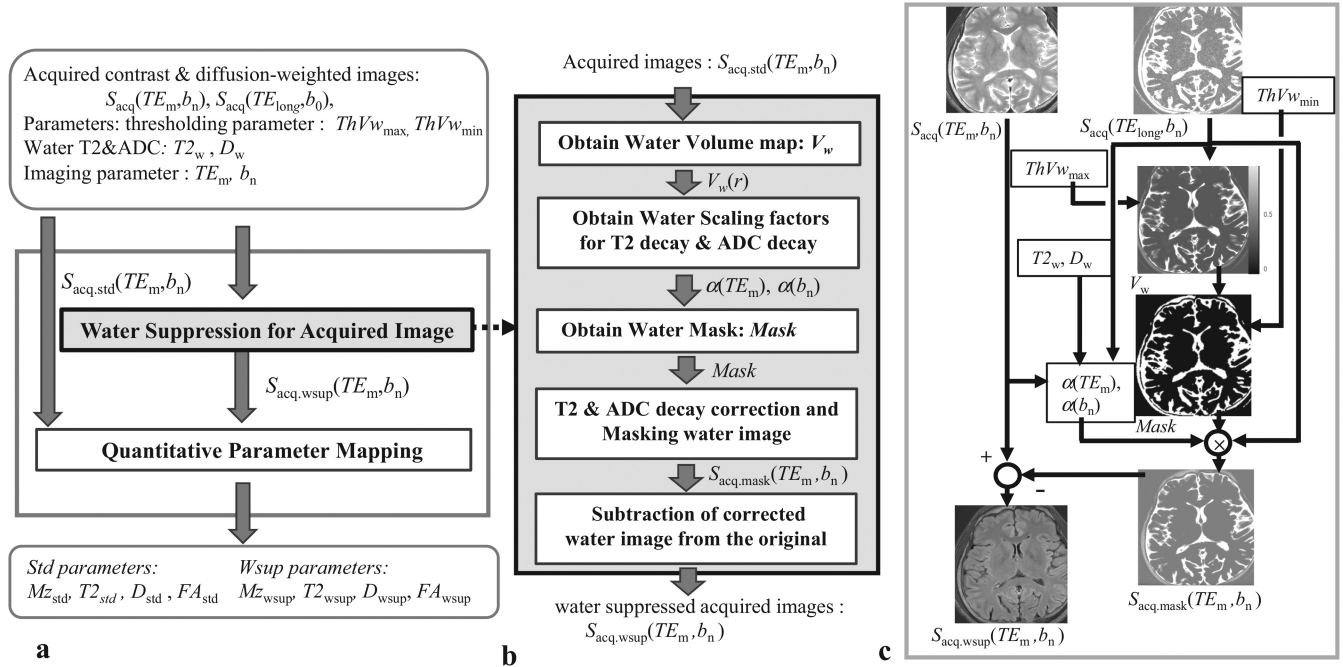 Acquired contrast & diffusion-weighted images:
Sacq(TEm,bn), Sacq(TElong,b0),
Parameters: thresholding parameter : ThVwmax, ThVwmin
Water T2&ADC: T2w , Dw
Imaging parameter : TEm, bn
Sacq.std(TEm,bn)
Water Suppression for Acquired Image
Sacq.wsup(TEm,bn)
Quantitative Parameter Mapping
Std parameters:
Mzstd, T2std , Dstd , FAstd
Wsup parameters:
Mzwsup, T2wsup, Dwsup, FAwsup
a
Acquired images : Sacq.std(TEm,bn)
Obtain Water Volume map: Vw
Vw(r)
Obtain Water Scaling factors
for T2 decay & ADC decay
α(TEm), α(bn)
Obtain Water Mask: Mask
Mask
T2 & ADC decay correction and
Masking water image
Sacq.mask(TEm ,bn )
Subtraction of corrected
water image from the original
water suppressed acquired images :
Sacq.wsup(TEm ,bn)
b
ThVwmin
Sacq(TEm,bn)
Sacq(TElong,bn)
ThVwmax
0.5
0
T2w, Dw
Vw
α(TEm),
α(bn)
Mask
×
+
-
Sacq.mask(TEm ,bn)
Sacq.wsup(TEm ,bn)
c